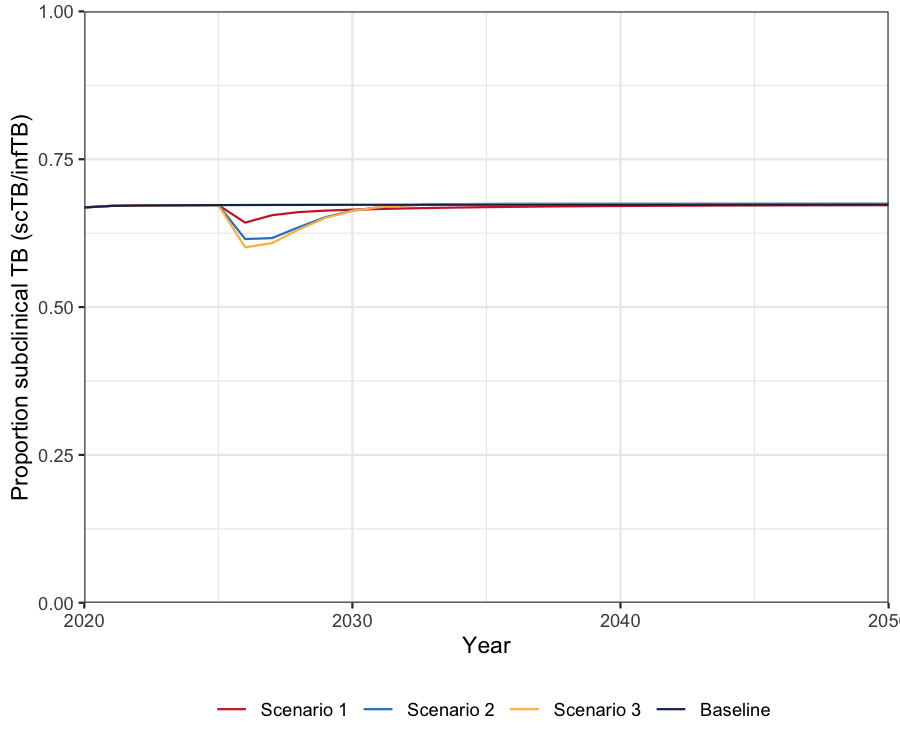 Proportion subclinical TB (scTB/infTB)
1.00
0.75
0.50
0.25
0.00
2020 2030 2040 205
Year
Scenario 1 Scenario 2 Scenario 3 Baseline